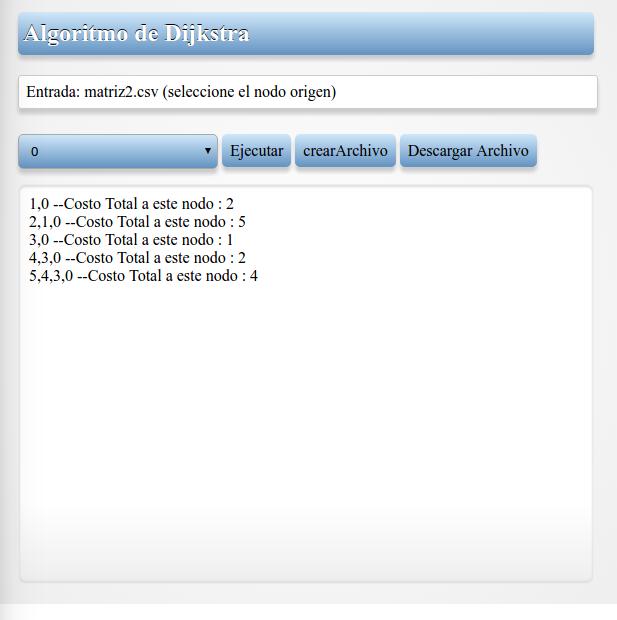 Algoritmo de Dijkstra
Entrada: matriz2.csv (seleccione el nodo origen)
0 Ejecutar crearArchivo Descargar Archivo
1,0 --Costo Total a este nodo : 2
2,1,0 --Costo Total a este nodo : 5
3,0 --Costo Total a este nodo : 1
4,3,0 --Costo Total a este nodo : 2
5,4,3,0 --Costo Total a este nodo : 4